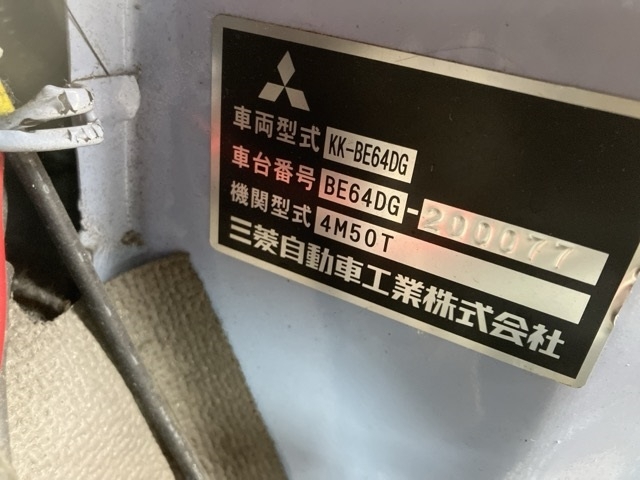 車両型式 KK-BE64DG
車台番号 BE64DG-200077
機関型式 4M50T
三菱自動車工業株式会社